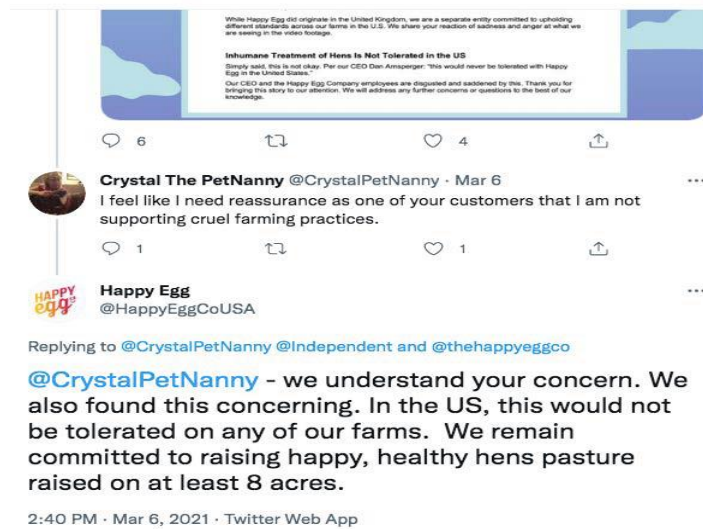 While Happy Egg did originate in the United Kingdom, we are a separate entity committed to upholding
different standards across our farms in the U.S. We share your reaction of sadness and anger at what we
are seeing in the video footage.
Inhumane Treatment of Hens Is Not Tolerated in the US
Simply said, this is not okay. Per our CEO Dan Arnsperger: "this would never be tolerated with Happy
Egg in the United States."
Our CEO and the Happy Egg Company employees are disgusted and saddened by this. Thank you for
bringing this story to our attention. We will address any further concerns or questions to the best of our
knowledge.
6 4
Crystal The PetNanny @CrystalPetNanny · Mar 6
I feel like I need reassurance as one of your customers that I am not
supporting cruel farming practices.
1 1
HAPPY
egg
Happy Egg
@HappyEggCoUSA
Replying to @CrystalPetNanny @Independent and @thehappyeggco
@CrystalPetNanny - we understand your concern. We
also found this concerning. In the US, this would not
be tolerated on any of our farms. We remain
committed to raising happy, healthy hens pasture
raised on at least 8 acres.
2:40 PM · Mar 6, 2021 · Twitter Web App